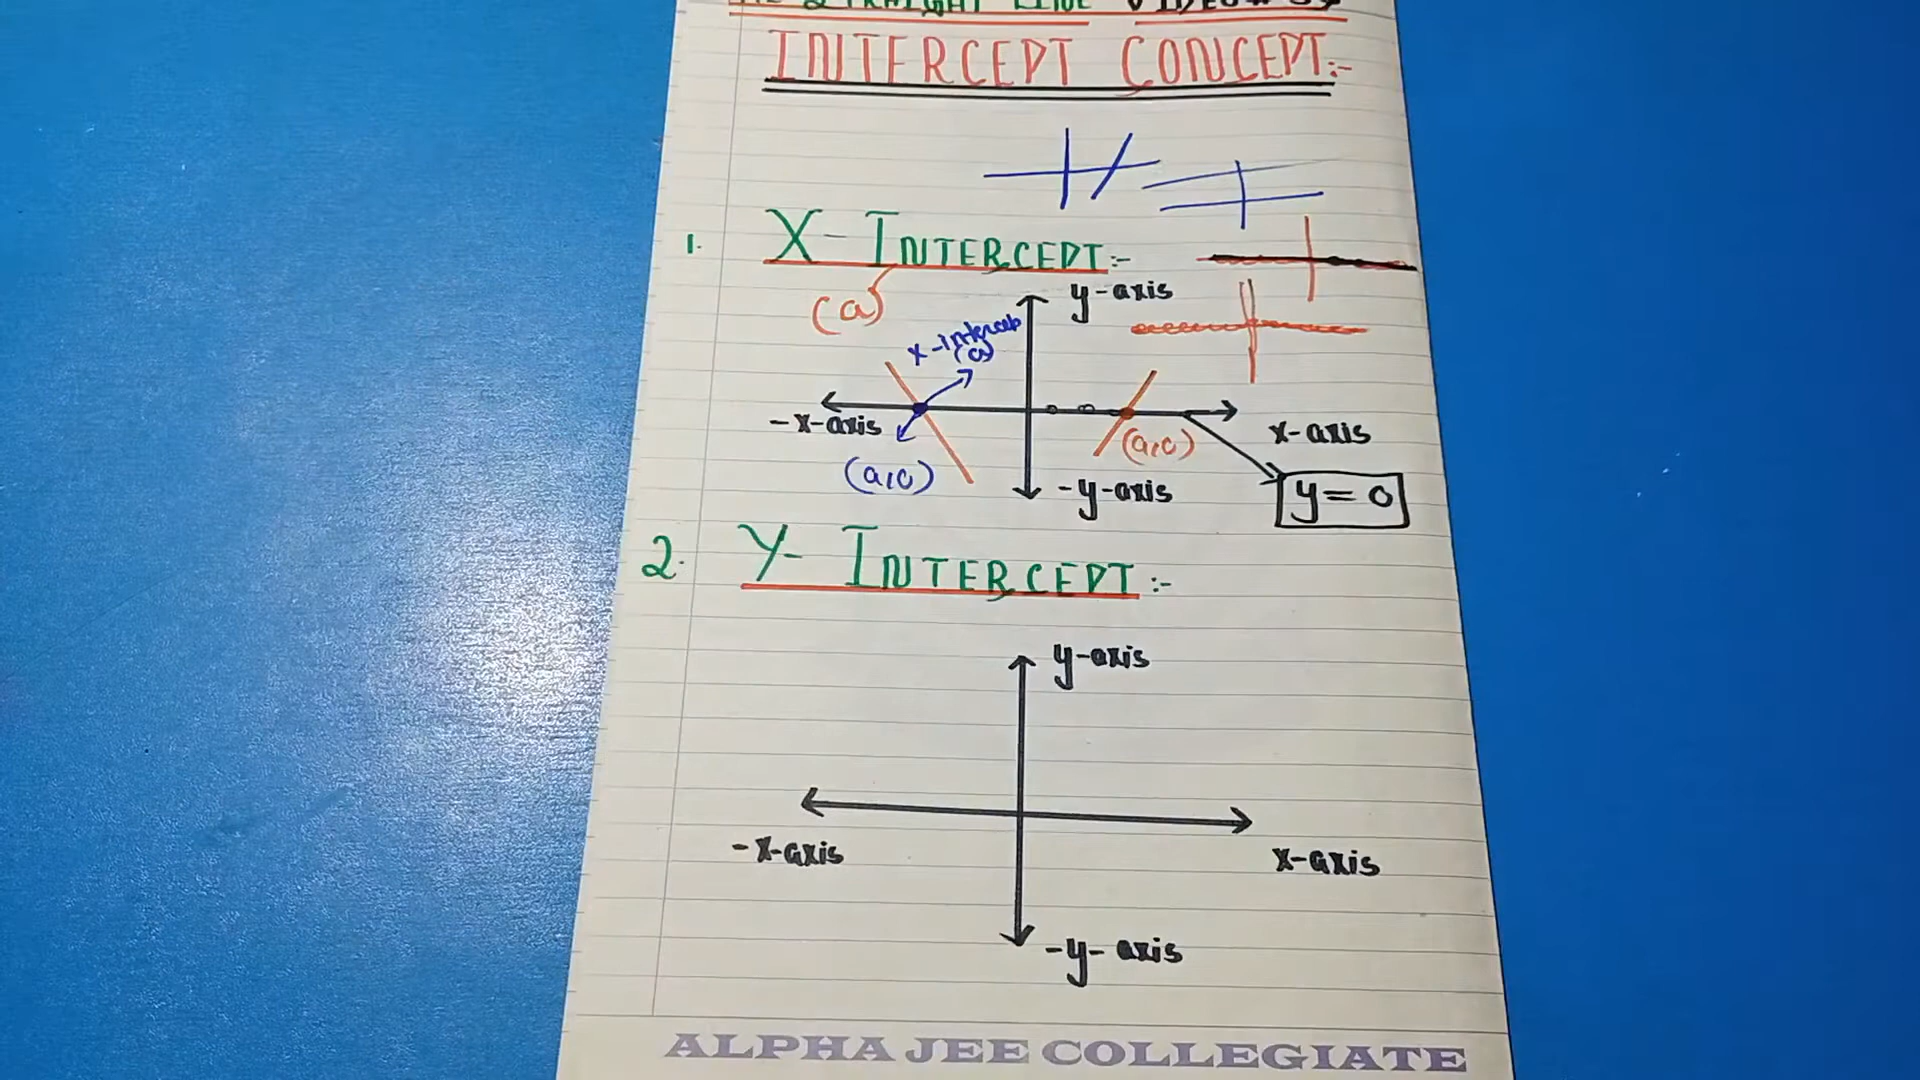 INTERCEPT CONCEPT:-
1. X-INTERCEPT:-
(a)
y-axis
x-intercep
(a)
-x-axis
x-axis
(a,0)
(a,0)
-y-axis
y=0
2. Y-INTERCEPT:-
y-axis
-x-axis
x-axis
-y-axis
ALPHA JEE COLLEGIATE